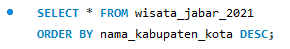 SELECT * FROM wisata_jabar_2021
ORDER BY nama_kabupaten_kota DESC;